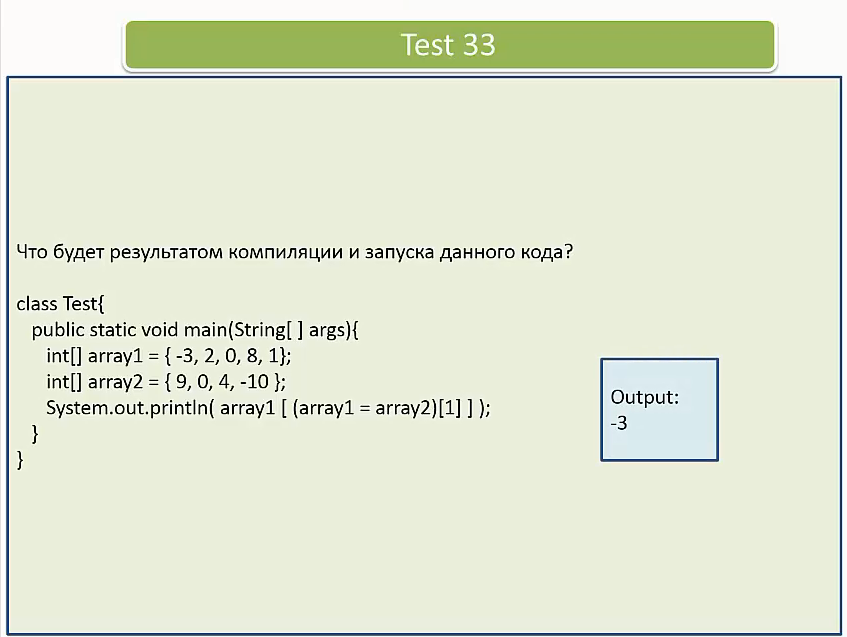 Test 33
Что будет результатом компиляции и запуска данного кода?
class Test{
public static void main(String[ ] args){
int[] array1 = { -3, 2, 0, 8, 1};
int[] array2 = { 9, 0, 4, -10 };
System.out.println( array1 [ (array1 = array2)[1] ] );
}
}
Output:
-3